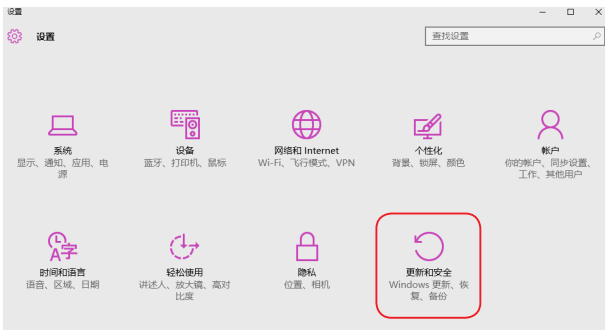 设置
设置
查找设置
系统
显示、通知、应用、电
源
设备
蓝牙、打印机、鼠标
网络和 Internet
Wi-Fi、飞行模式、VPN
个性化
背景、锁屏、颜色
帐户
你的帐户、同步设置、
工作、其他用户
A字
时间和语言
语音、区域、日期
轻松使用
讲述人、放大镜、高对
比度
隐私
位置、相机
更新和安全
Windows 更新、恢
复、备份